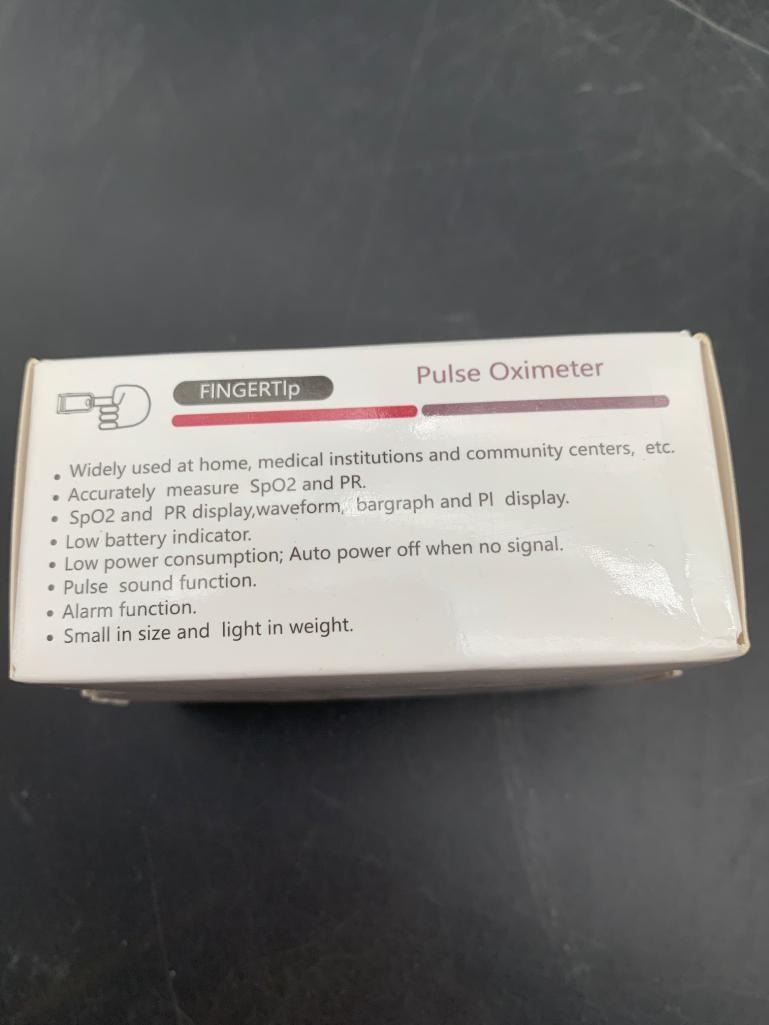 FINGERTIp
Pulse Oximeter
• Widely used at home, medical institutions and community centers, etc.
• Accurately measure SpO2 and PR.
• SpO2 and PR display,waveform, bargraph and PI display.
• Low battery indicator.
• Low power consumption; Auto power off when no signal.
• Pulse sound function.
• Alarm function.
• Small in size and light in weight.